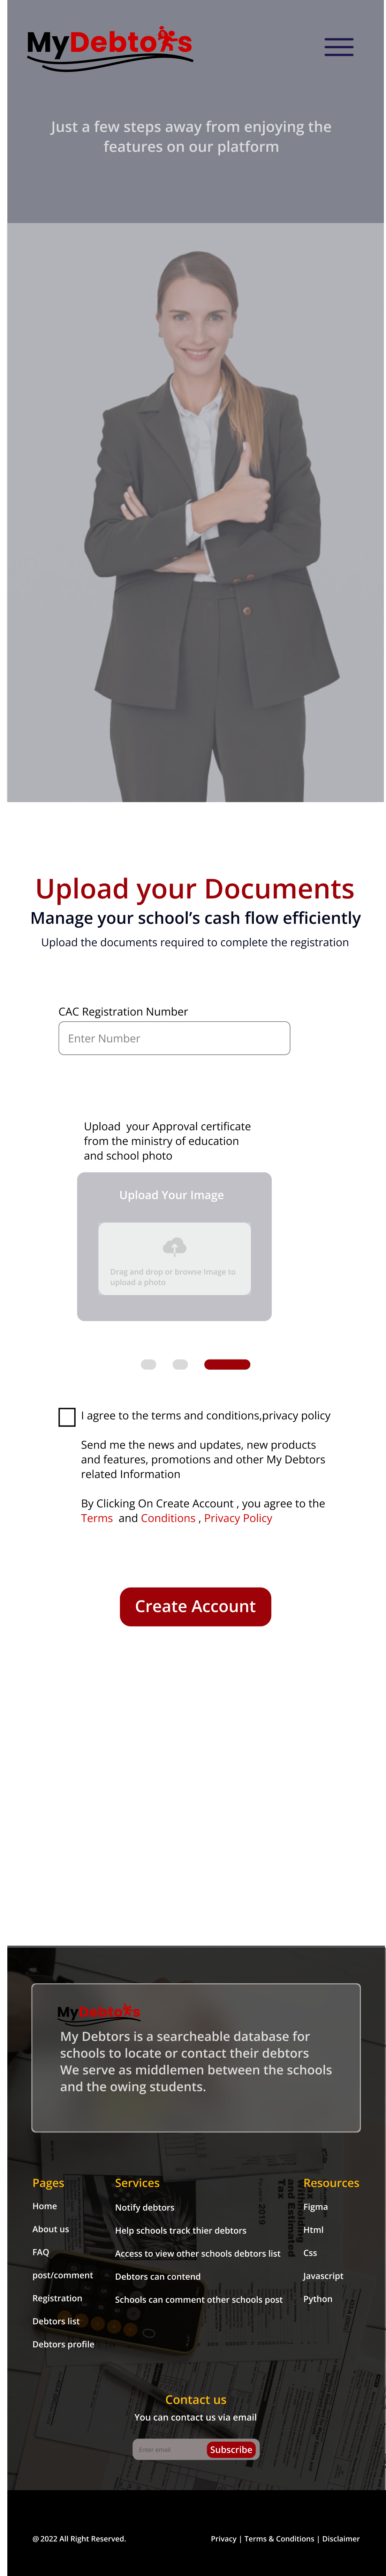 MyDebtors
Just a few steps away from enjoying the
features on our platform
Upload your Documents
Manage your school's cash flow efficiently
Upload the documents required to complete the registration
CAC Registration Number
Enter Number
Upload your Approval certificate
from the ministry of education
and school photo
Upload Your Image
Drag and drop or browse Image to
upload a photo
I agree to the terms and conditions,privacy policy
Send me the news and updates, new products
and features, promotions and other My Debtors
related Information
By Clicking On Create Account , you agree to the
Terms and Conditions , Privacy Policy
Create Account
MyDebtors
My Debtors is a searcheable database for
schools to locate or contact their debtors
We serve as middlemen between the schools
and the owing students.
Pages
Home
About us
FAQ
post/comment
Registration
Debtors list
Debtors profile
Services
Notify debtors
Help schools track thier debtors
Access to view other schools debtors list
Debtors can contend
Schools can comment other schools post
Resources
Figma
Html
Css
Javascript
Python
Contact us
You can contact us via email
Enter email
Subscribe
@ 2022 All Right Reserved.
Privacy | Terms & Conditions | Disclaimer